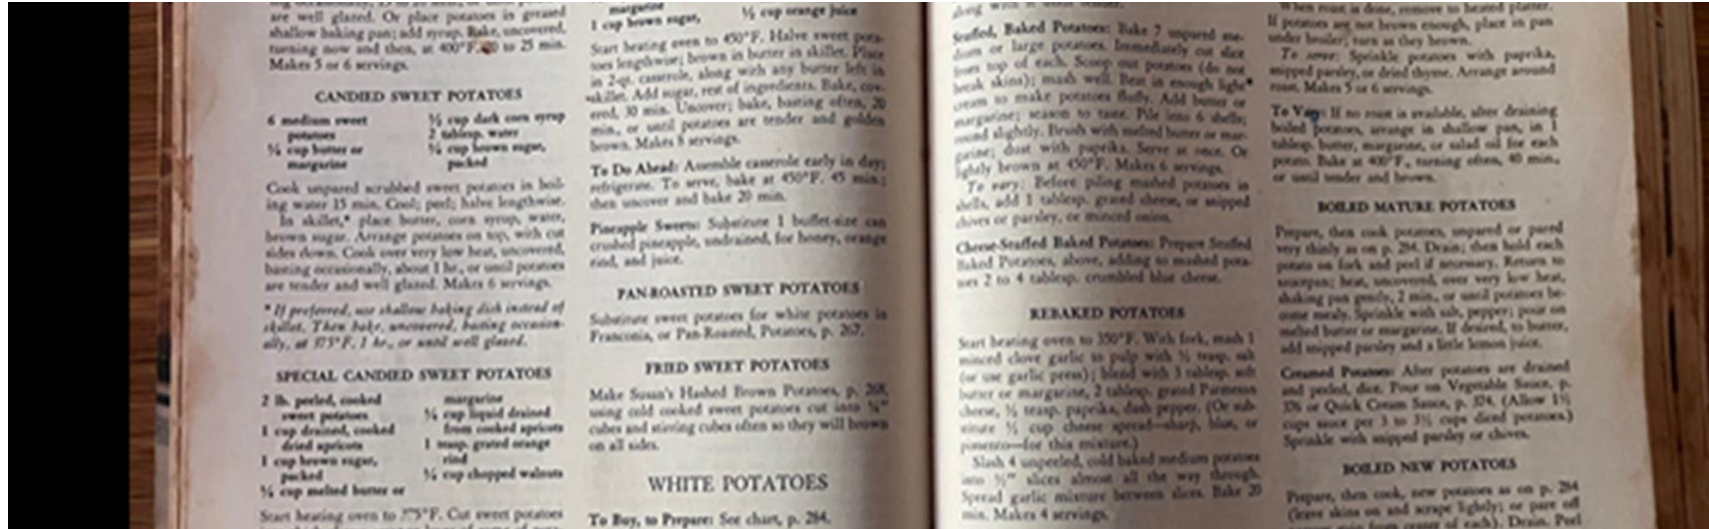 are well glazed. Or place potatoes in greased
shallow baking pan; add syrup. Bake, uncovered,
turning now and then, at 400°F. 20 to 25 min.
Makes 5 or 6 servings.
CANDIED SWEET POTATOES
6 medium sweet
potatoes
¼ cup butter or
margarine
½ cup dark corn syrup
2 tablesp. water
¼ cup brown sugar,
packed
Cook unpared scrubbed sweet potatoes in boil-
ing water 15 min. Cool; peel; halve lengthwise.
In skillet,* place butter, corn syrup, water,
brown sugar. Arrange potatoes on top, with cut
sides down. Cook over very low heat, uncovered,
basting occasionally, about 1 hr., or until potatoes
are tender and well glazed. Makes 6 servings.
* If preferred, use shallow baking dish instead of
skillet. Then bake, uncovered, basting occasion-
ally, at 375°F. 1 hr., or until well glazed.
SPECIAL CANDIED SWEET POTATOES
2 lb. peeled, cooked
sweet potatoes
1 cup drained, cooked
dried apricots
1 cup brown sugar,
packed
¼ cup melted butter or
margarine
¼ cup liquid drained
from cooked apricots
1 teasp. grated orange
rind
¼ cup chopped walnuts
Start heating oven to 375°F. Cut sweet potatoes
margarine
1 cup brown sugar,
½ cup orange juice
Start heating oven to 450°F. Halve sweet pota-
toes lengthwise; brown in butter in skillet. Place
in 2-qt. casserole, along with any butter left in
skillet. Add sugar, rest of ingredients. Bake, cov-
ered, 30 min. Uncover; bake, basting often, 20
min., or until potatoes are tender and golden
brown. Makes 8 servings.
To Do Ahead: Assemble casserole early in day;
refrigerate. To serve, bake at 450°F. 45 min.;
then uncover and bake 20 min.
Pineapple Sweets: Substitute 1 buffet-size can
crushed pineapple, undrained, for honey, orange
rind, and juice.
PAN-ROASTED SWEET POTATOES
Substitute sweet potatoes for white potatoes in
Franconia, or Pan-Roasted, Potatoes, p. 267.
FRIED SWEET POTATOES
Make Susan's Hashed Brown Potatoes, p. 268,
using cold cooked sweet potatoes cut into ¼"
cubes and stirring cubes often so they will brown
on all sides.
WHITE POTATOES
To Buy, to Prepare: See chart, p. 284.
Stuffed, Baked Potatoes: Bake 7 unpared me-
dium or large potatoes. Immediately cut slice
from top of each. Scoop out potatoes (do not
break skins); mash well. Beat in enough light*
cream to make potatoes fluffy. Add butter or
margarine; season to taste. Pile into 6 shells;
round slightly. Brush with melted butter or mar-
garine; dust with paprika. Serve at once. Or
lightly brown at 450°F. Makes 6 servings.
To vary: Before piling mashed potatoes in
shells, add 1 tablesp. grated cheese, or snipped
chives or parsley, or minced onion.
Cheese-Stuffed Baked Potatoes: Prepare Stuffed
Baked Potatoes, above, adding to mashed pota-
toes 2 to 4 tablesp. crumbled blue cheese.
REBAKED POTATOES
Start heating oven to 350°F. With fork, mash 1
minced clove garlic to pulp with ½ teasp. salt
(or use garlic press); blend with 3 tablesp. soft
butter or margarine, 2 tablesp. grated Parmesan
cheese, ½ teasp. paprika, dash pepper. (Or sub-
stitute ½ cup cheese spread—sharp, blue, or
pimento—for this mixture.)
Slash 4 unpeeled, cold baked medium potatoes
into ½" slices almost all the way through.
Spread garlic mixture between slices. Bake 20
min. Makes 4 servings.
When roast is done, remove to heated platter.
If potatoes are not brown enough, place in pan
under broiler; turn as they brown.
To serve: Sprinkle potatoes with paprika,
snipped parsley, or dried thyme. Arrange around
roast. Makes 5 or 6 servings.
To Vary: If no roast is available, after draining
boiled potatoes, arrange in shallow pan, in 1
tablesp. butter, margarine, or salad oil for each
potato. Bake at 400°F., turning often, 40 min.,
or until tender and brown.
BOILED MATURE POTATOES
Prepare, then cook potatoes, unpared or pared
very thinly as on p. 284. Drain; then hold each
potato on fork and peel if necessary. Return to
saucepan; heat, uncovered, over very low heat,
shaking pan gently, 2 min., or until potatoes be-
come mealy. Sprinkle with salt, pepper; pour on
melted butter or margarine. If desired, to butter,
add snipped parsley and a little lemon juice.
Creamed Potatoes: After potatoes are drained
and peeled, dice. Pour on Vegetable Sauce, p.
376 or Quick Cream Sauce, p. 374. (Allow 1½
cups sauce per 3 to 3½ cups diced potatoes.)
Sprinkle with snipped parsley or chives.
BOILED NEW POTATOES
Prepare, then cook, new potatoes as on p. 284
(leave skins on and scrape lightly; or pare off